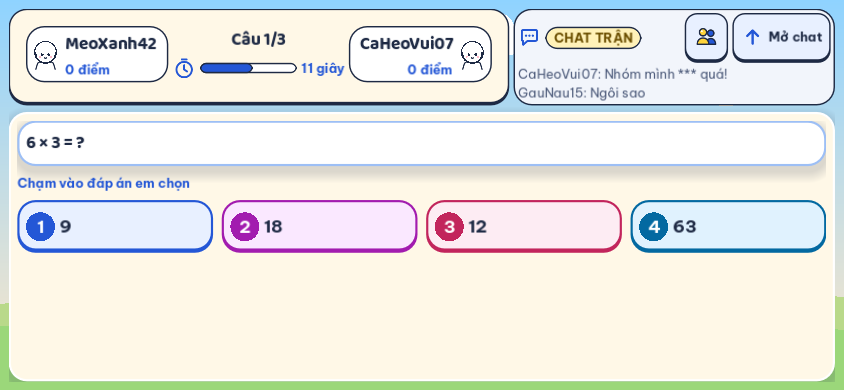 MeoXanh42
0 điểm
Câu 1/3
11 giây
CaHeoVui07
0 điểm
CHAT TRẬN
Mở chat
CaHeoVui07: Nhóm mình *** quá!
GauNau15: Ngôi sao
6 × 3 = ?
Chạm vào đáp án em chọn
1 9
2 18
3 12
4 63